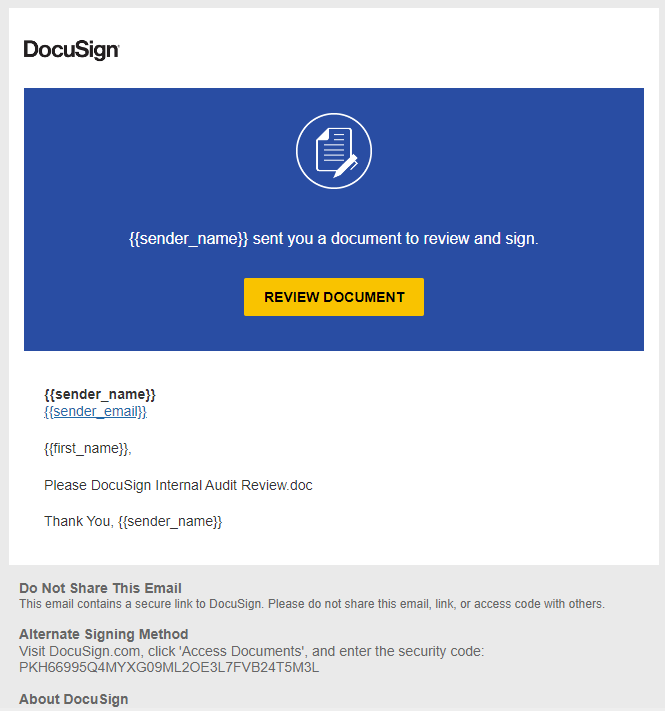 DocuSign
{{sender_name}} sent you a document to review and sign.
REVIEW DOCUMENT
{{sender_name}}
{{sender_email}}
{{first_name}},
Please DocuSign Internal Audit Review.doc
Thank You, {{sender_name}}
Do Not Share This Email
This email contains a secure link to DocuSign. Please do not share this email, link, or access code with others.
Alternate Signing Method
Visit DocuSign.com, click 'Access Documents', and enter the security code:
PKH66995Q4MYXG09ML2OE3L7FVB24T5M3L
About DocuSign